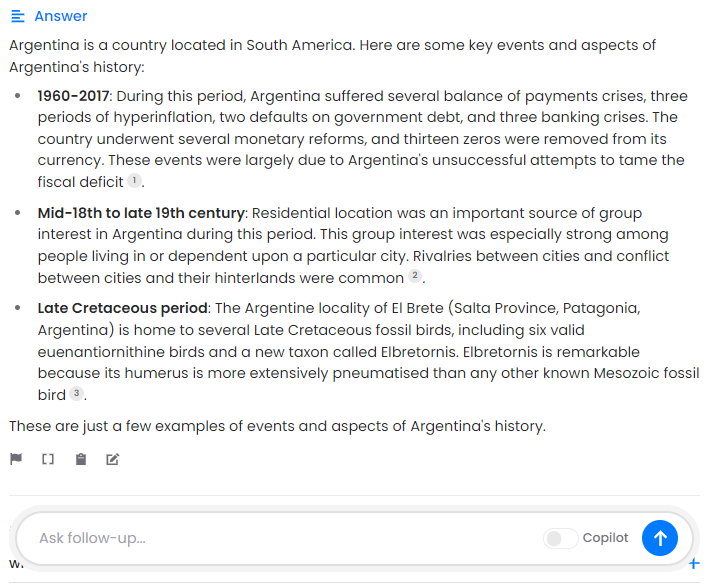 Answer
Argentina is a country located in South America. Here are some key events and aspects of
Argentina's history:
1960-2017: During this period, Argentina suffered several balance of payments crises, three
periods of hyperinflation, two defaults on government debt, and three banking crises. The
country underwent several monetary reforms, and thirteen zeros were removed from its
currency. These events were largely due to Argentina's unsuccessful attempts to tame the
fiscal deficit 1.
Mid-18th to late 19th century: Residential location was an important source of group
interest in Argentina during this period. This group interest was especially strong among
people living in or dependent upon a particular city. Rivalries between cities and conflict
between cities and their hinterlands were common 2.
Late Cretaceous period: The Argentine locality of El Brete (Salta Province, Patagonia,
Argentina) is home to several Late Cretaceous fossil birds, including six valid
euenantiornithine birds and a new taxon called Elbretornis. Elbretornis is remarkable
because its humerus is more extensively pneumatised than any other known Mesozoic fossil
bird 3.
These are just a few examples of events and aspects of Argentina's history.
Ask follow-up... Copilot